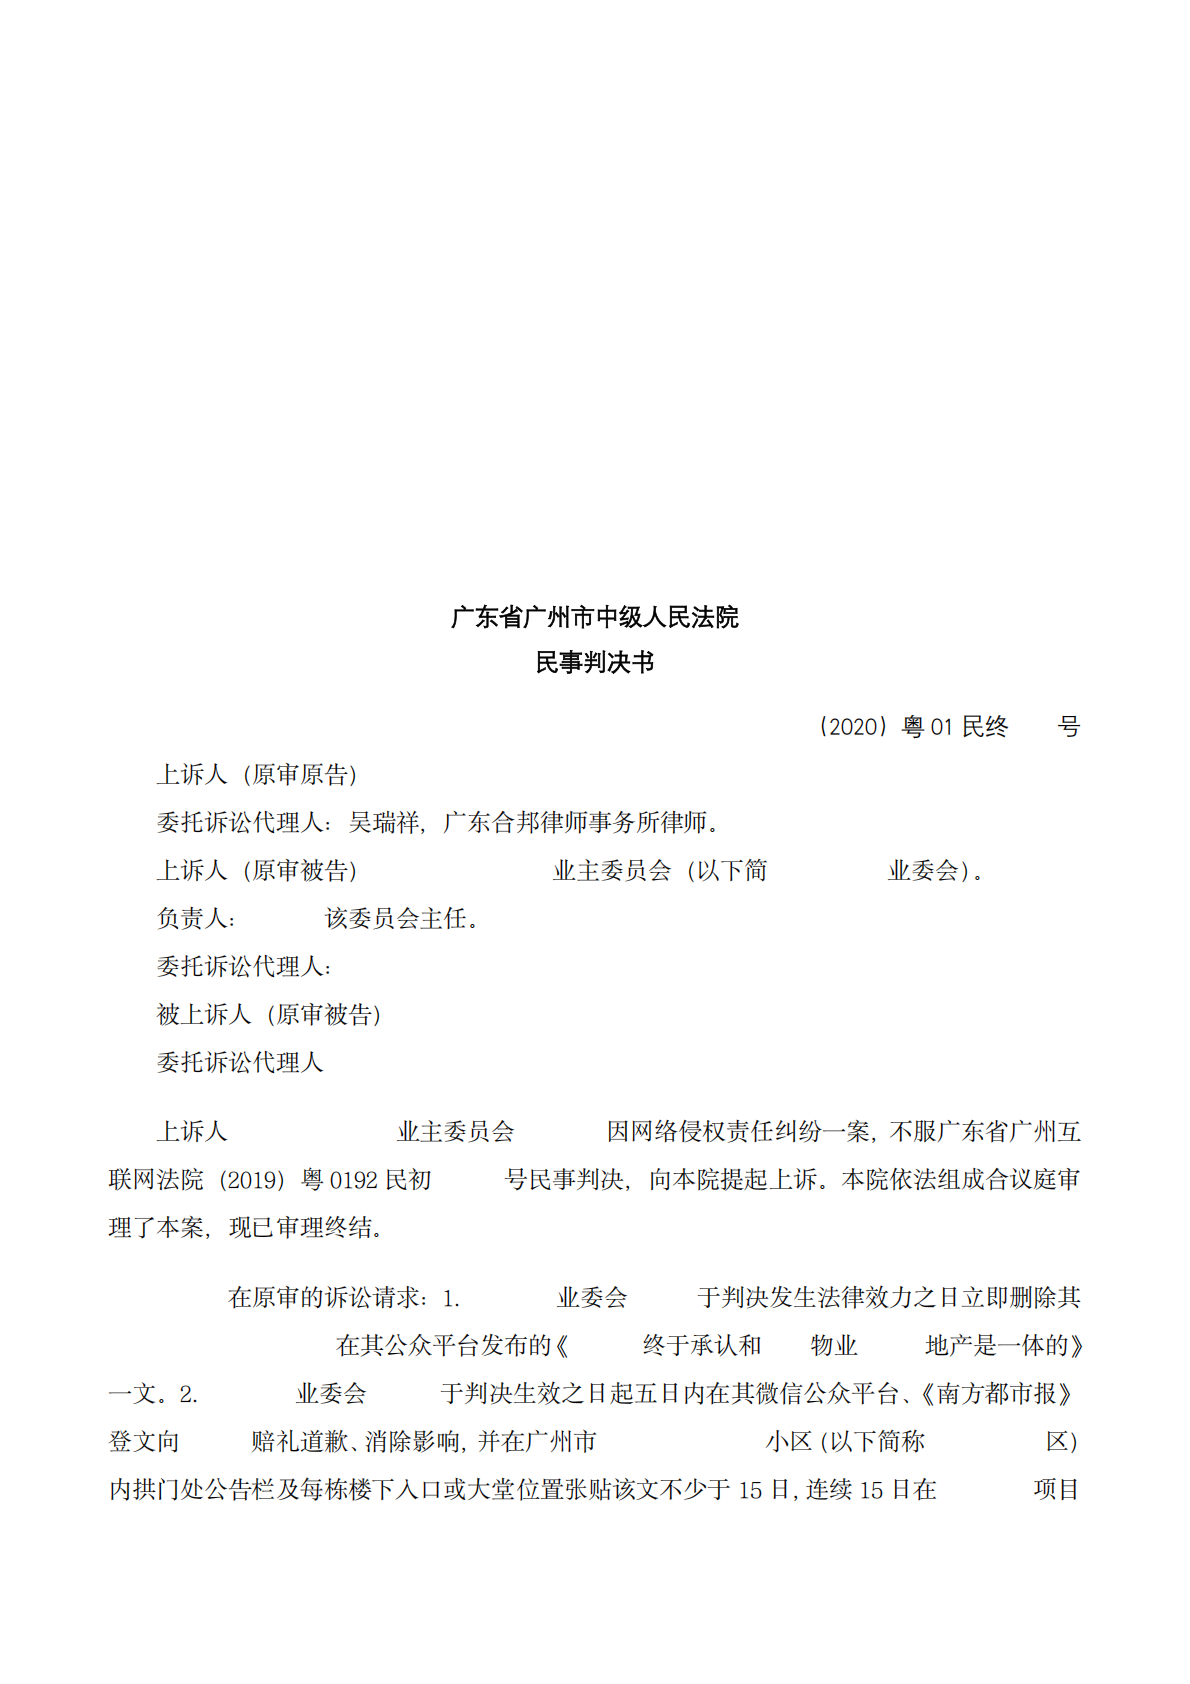 广东省广州市中级人民法院
民事判决书
（2020）粤 01 民终 号
上诉人（原审原告）
委托诉讼代理人：吴瑞祥，广东合邦律师事务所律师。
上诉人（原审被告） 业主委员会（以下简 业委会）。
负责人： 该委员会主任。
委托诉讼代理人：
被上诉人（原审被告）
委托诉讼代理人
上诉人 业主委员会 因网络侵权责任纠纷一案，不服广东省广州互
联网法院（2019）粤 0192 民初 号民事判决，向本院提起上诉。本院依法组成合议庭审
理了本案，现已审理终结。
在原审的诉讼请求：1. 业委会 于判决发生法律效力之日立即删除其
在其公众平台发布的《 终于承认和 物业 地产是一体的》
一文。2. 业委会 于判决生效之日起五日内在其微信公众平台、《南方都市报》
登文向 赔礼道歉、消除影响，并在广州市 小区（以下简称 区）
内拱门处公告栏及每栋楼下入口或大堂位置张贴该文不少于 15 日，连续 15 日在 项目